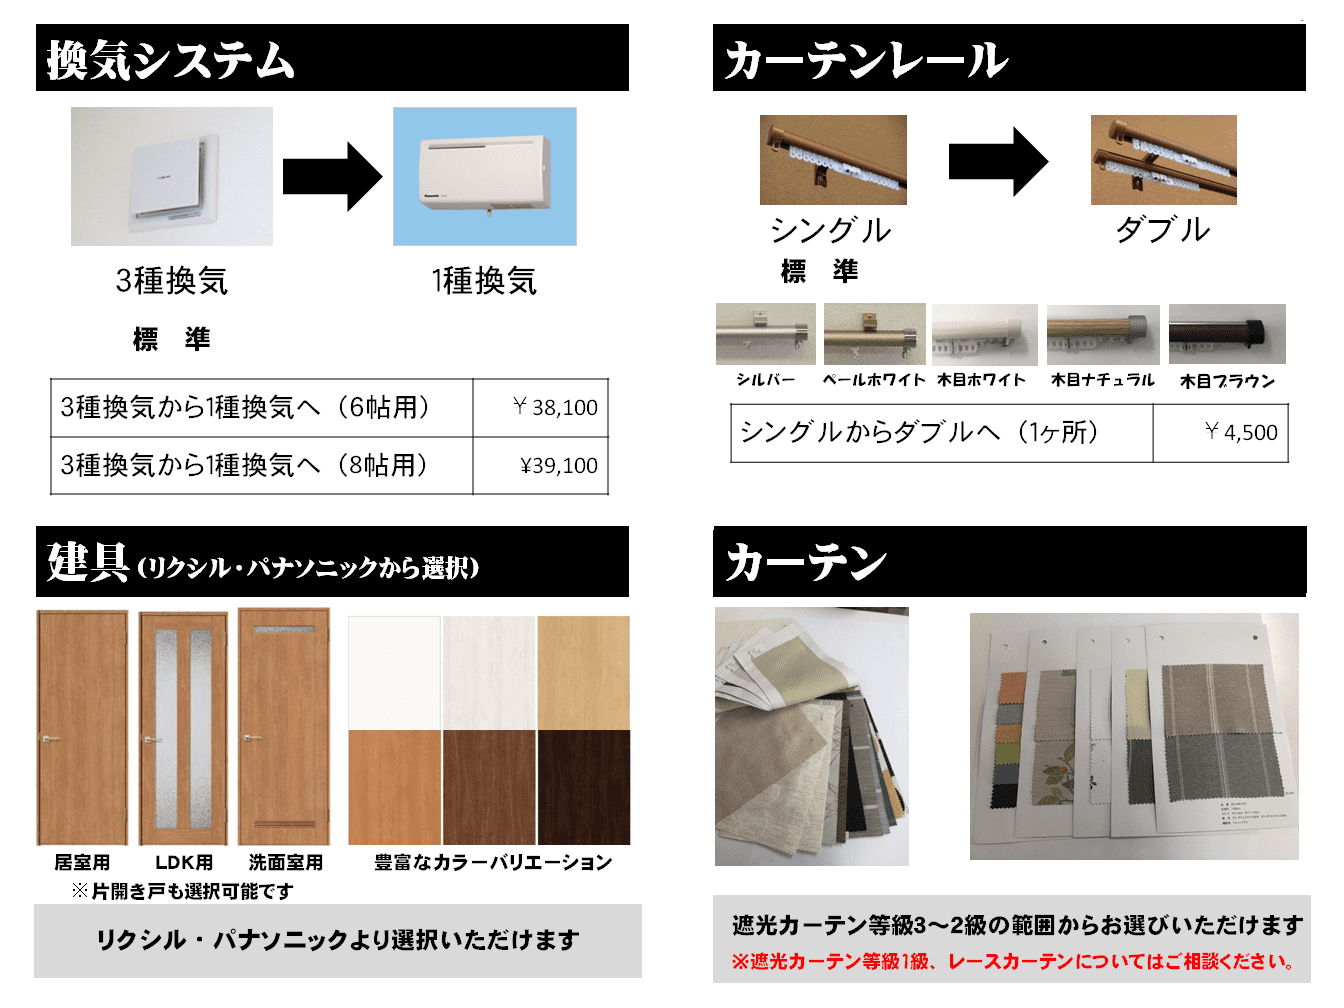 換気システム
3種換気
1種換気
標　準
3種換気から1種換気へ（6帖用）
￥38,100
3種換気から1種換気へ（8帖用）
¥39,100
カーテンレール
シングル
ダブル
標　準
シルバー
ペールホワイト
木目ホワイト
木目ナチュラル
木目ブラウン
シングルからダブルへ（1ヶ所）
￥4,500
建具(リクシル・パナソニックから選択)
居室用
LDK用
洗面室用
豊富なカラーバリエーション
※片開き戸も選択可能です
リクシル・パナソニックより選択いただけます
カーテン
遮光カーテン等級3～2級の範囲からお選びいただけます
※遮光カーテン等級1級、レースカーテンについてはご相談ください。